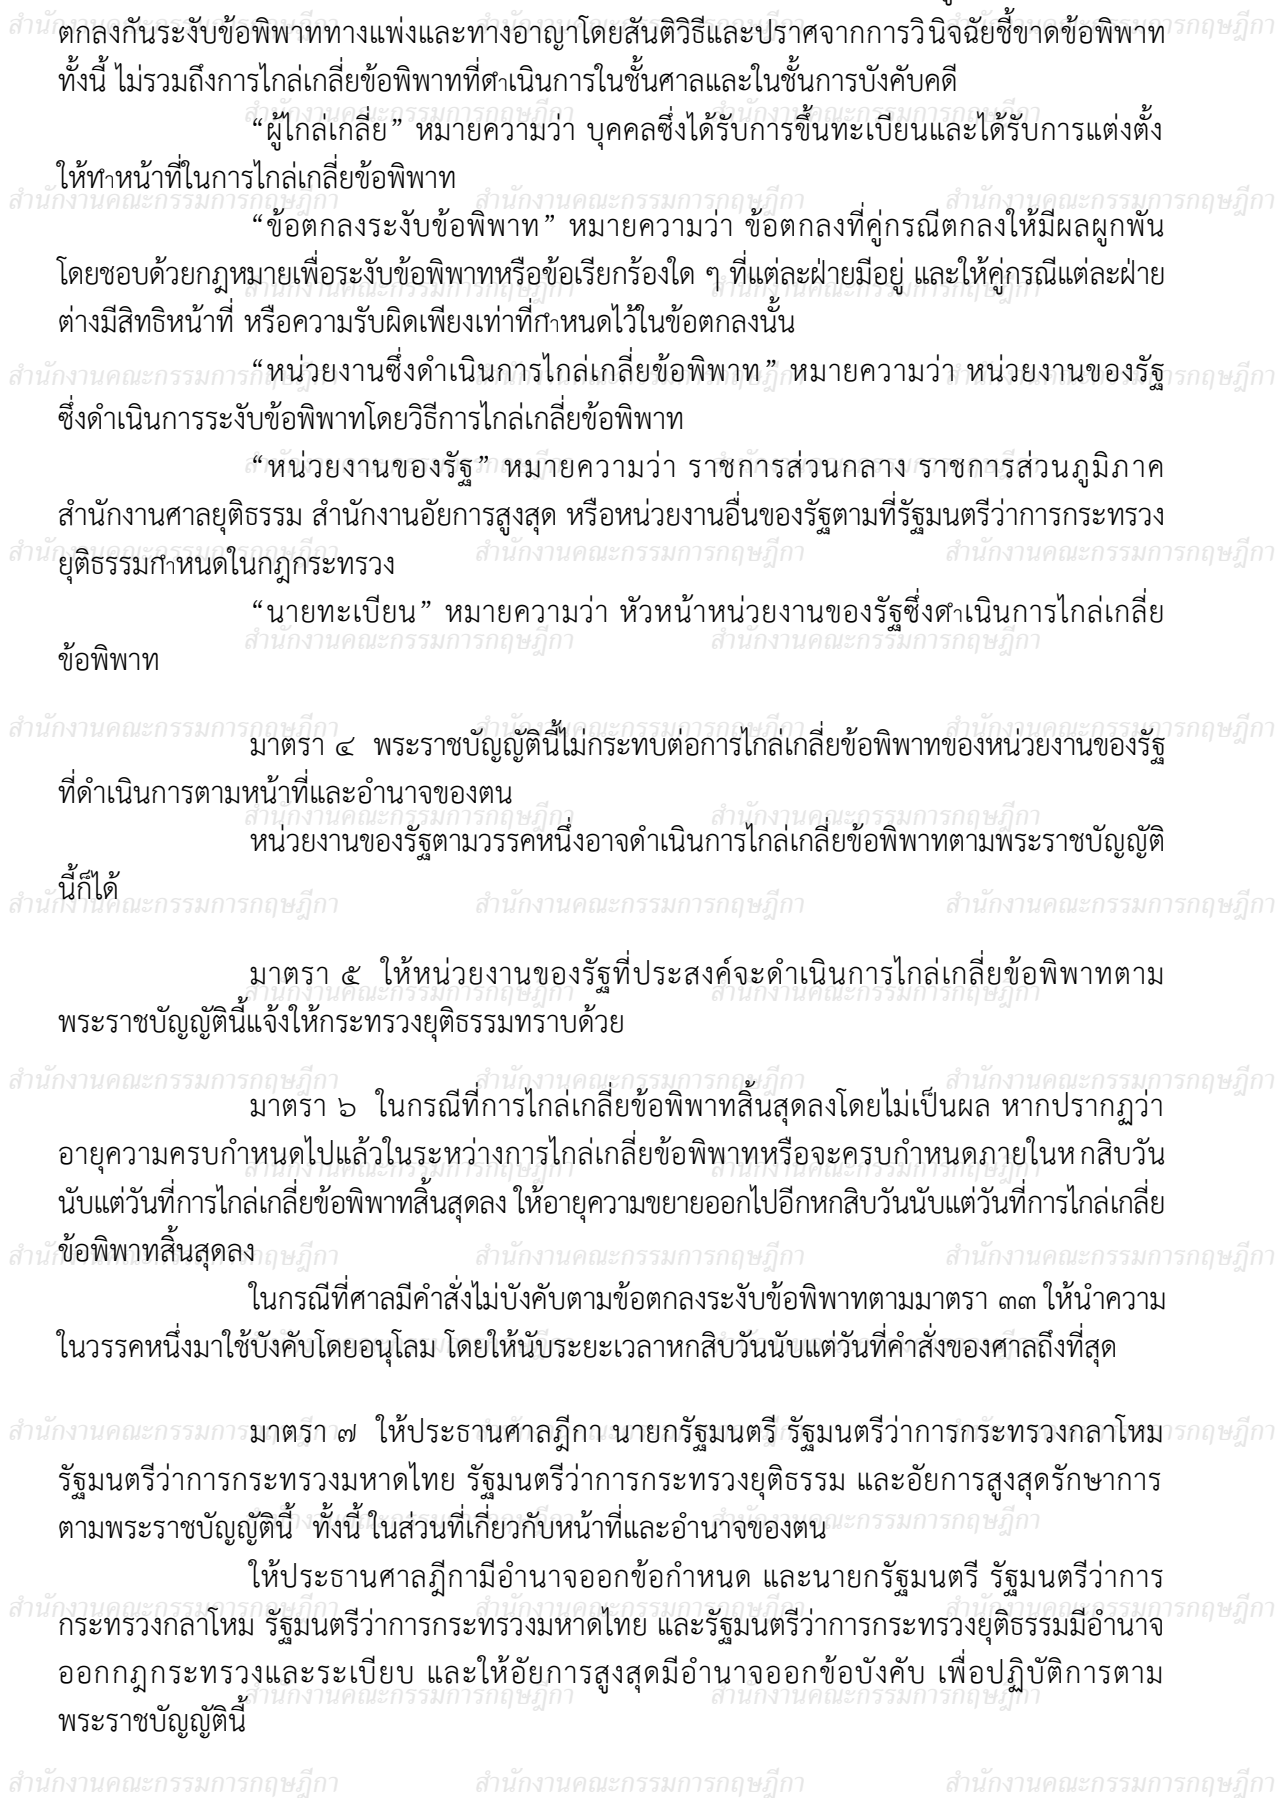 ตกลงกันระงับข้อพิพาททางแพ่งและทางอาญาโดยสันติวิธีและปราศจากการวินิจฉัยชี้ขาดข้อพิพาท
ทั้งนี้ ไม่รวมถึงการไกล่เกลี่ยข้อพิพาทที่ดำเนินการในชั้นศาลและในชั้นการบังคับคดี
“ผู้ไกล่เกลี่ย” หมายความว่า บุคคลซึ่งได้รับการขึ้นทะเบียนและได้รับการแต่งตั้ง
ให้ทำหน้าที่ในการไกล่เกลี่ยข้อพิพาท
“ข้อตกลงระงับข้อพิพาท” หมายความว่า ข้อตกลงที่คู่กรณีตกลงให้มีผลผูกพัน
โดยชอบด้วยกฎหมายเพื่อระงับข้อพิพาทหรือข้อเรียกร้องใด ๆ ที่แต่ละฝ่ายมีอยู่ และให้คู่กรณีแต่ละฝ่าย
ต่างมีสิทธิหน้าที่ หรือความรับผิดเพียงเท่าที่กำหนดไว้ในข้อตกลงนั้น
“หน่วยงานซึ่งดำเนินการไกล่เกลี่ยข้อพิพาท” หมายความว่า หน่วยงานของรัฐ
ซึ่งดำเนินการระงับข้อพิพาทโดยวิธีการไกล่เกลี่ยข้อพิพาท
“หน่วยงานของรัฐ” หมายความว่า ราชการส่วนกลาง ราชการส่วนภูมิภาค
สำนักงานศาลยุติธรรม สำนักงานอัยการสูงสุด หรือหน่วยงานอื่นของรัฐตามที่รัฐมนตรีว่าการกระทรวง
ยุติธรรมกำหนดในกฎกระทรวง
“นายทะเบียน” หมายความว่า หัวหน้าหน่วยงานของรัฐซึ่งดำเนินการไกล่เกลี่ย
ข้อพิพาท
มาตรา ๔ พระราชบัญญัตินี้ไม่กระทบต่อการไกล่เกลี่ยข้อพิพาทของหน่วยงานของรัฐ
ที่ดำเนินการตามหน้าที่และอำนาจของตน
หน่วยงานของรัฐตามวรรคหนึ่งอาจดำเนินการไกล่เกลี่ยข้อพิพาทตามพระราชบัญญัติ
นี้ก็ได้
มาตรา ๕ ให้หน่วยงานของรัฐที่ประสงค์จะดำเนินการไกล่เกลี่ยข้อพิพาทตาม
พระราชบัญญัตินี้แจ้งให้กระทรวงยุติธรรมทราบด้วย
มาตรา ๖ ในกรณีที่การไกล่เกลี่ยข้อพิพาทสิ้นสุดลงโดยไม่เป็นผล หากปรากฏว่า
อายุความครบกำหนดไปแล้วในระหว่างการไกล่เกลี่ยข้อพิพาทหรือจะครบกำหนดภายในหกสิบวัน
นับแต่วันที่การไกล่เกลี่ยข้อพิพาทสิ้นสุดลง ให้อายุความขยายออกไปอีกหกสิบวันนับแต่วันที่การไกล่เกลี่ย
ข้อพิพาทสิ้นสุดลง
ในกรณีที่ศาลมีคำสั่งไม่บังคับตามข้อตกลงระงับข้อพิพาทตามมาตรา ๓๓ ให้นำความ
ในวรรคหนึ่งมาใช้บังคับโดยอนุโลม โดยให้นับระยะเวลาหกสิบวันนับแต่วันที่คำสั่งของศาลถึงที่สุด
มาตรา ๗ ให้ประธานศาลฎีกา นายกรัฐมนตรี รัฐมนตรีว่าการกระทรวงกลาโหม
รัฐมนตรีว่าการกระทรวงมหาดไทย รัฐมนตรีว่าการกระทรวงยุติธรรม และอัยการสูงสุดรักษาการ
ตามพระราชบัญญัตินี้ ทั้งนี้ ในส่วนที่เกี่ยวกับหน้าที่และอำนาจของตน
ให้ประธานศาลฎีกามีอำนาจออกข้อกำหนด และนายกรัฐมนตรี รัฐมนตรีว่าการ
กระทรวงกลาโหม รัฐมนตรีว่าการกระทรวงมหาดไทย และรัฐมนตรีว่าการกระทรวงยุติธรรมมีอำนาจ
ออกกฎกระทรวงและระเบียบ และให้อัยการสูงสุดมีอำนาจออกข้อบังคับ เพื่อปฏิบัติการตาม
พระราชบัญญัตินี้
สำนักงานคณะกรรมการกฤษฎีกา สำนักงานคณะกรรมการกฤษฎีกา สำนักงานคณะกรรมการกฤษฎีกา